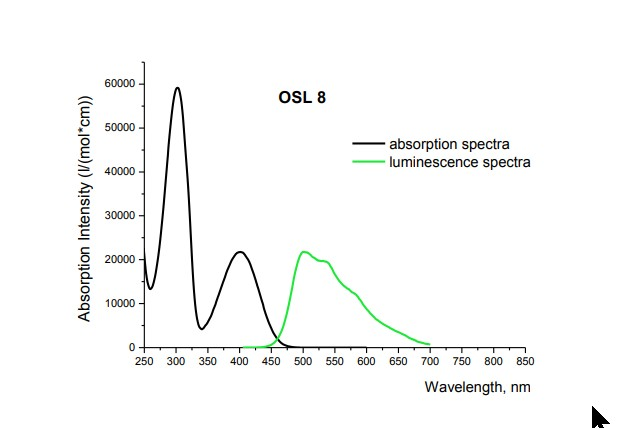 OSL 8
absorption spectra
luminescence spectra
Absorption Intensity (l/(mol*cm))
60000
50000
40000
30000
20000
10000
0
250 300 350 400 450 500 550 600 650 700 750 800 850
Wavelength, nm